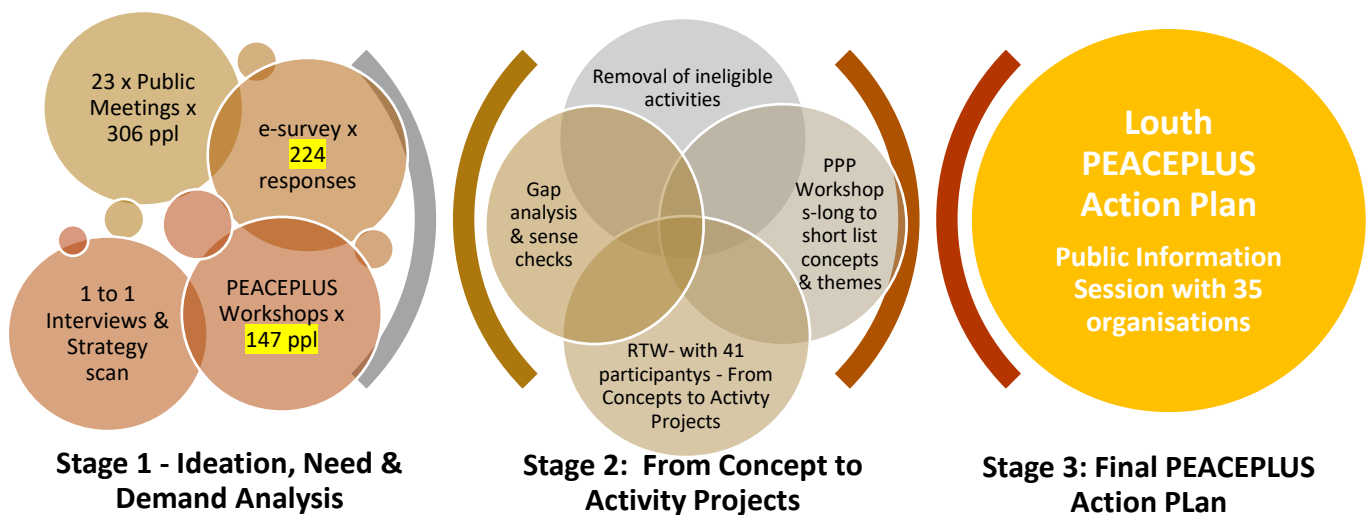 23 x Public
Meetings x
306 ppl
e-survey x
224
responses
1 to 1
Interviews &
Strategy
scan
PEACEPLUS
Workshops x
147 ppl
Stage 1 - Ideation, Need &
Demand Analysis
Removal of ineligible
activities
Gap
analysis
& sense
checks
PPP
Workshop
s-long to
short list
concepts
& themes
RTW- with 41
participantys - From
Concepts to Activty
Projects
Stage 2:  From Concept to
Activity Projects
Louth
PEACEPLUS
Action Plan
Public Information
Session with 35
organisations
Stage 3: Final PEACEPLUS
Action PLan